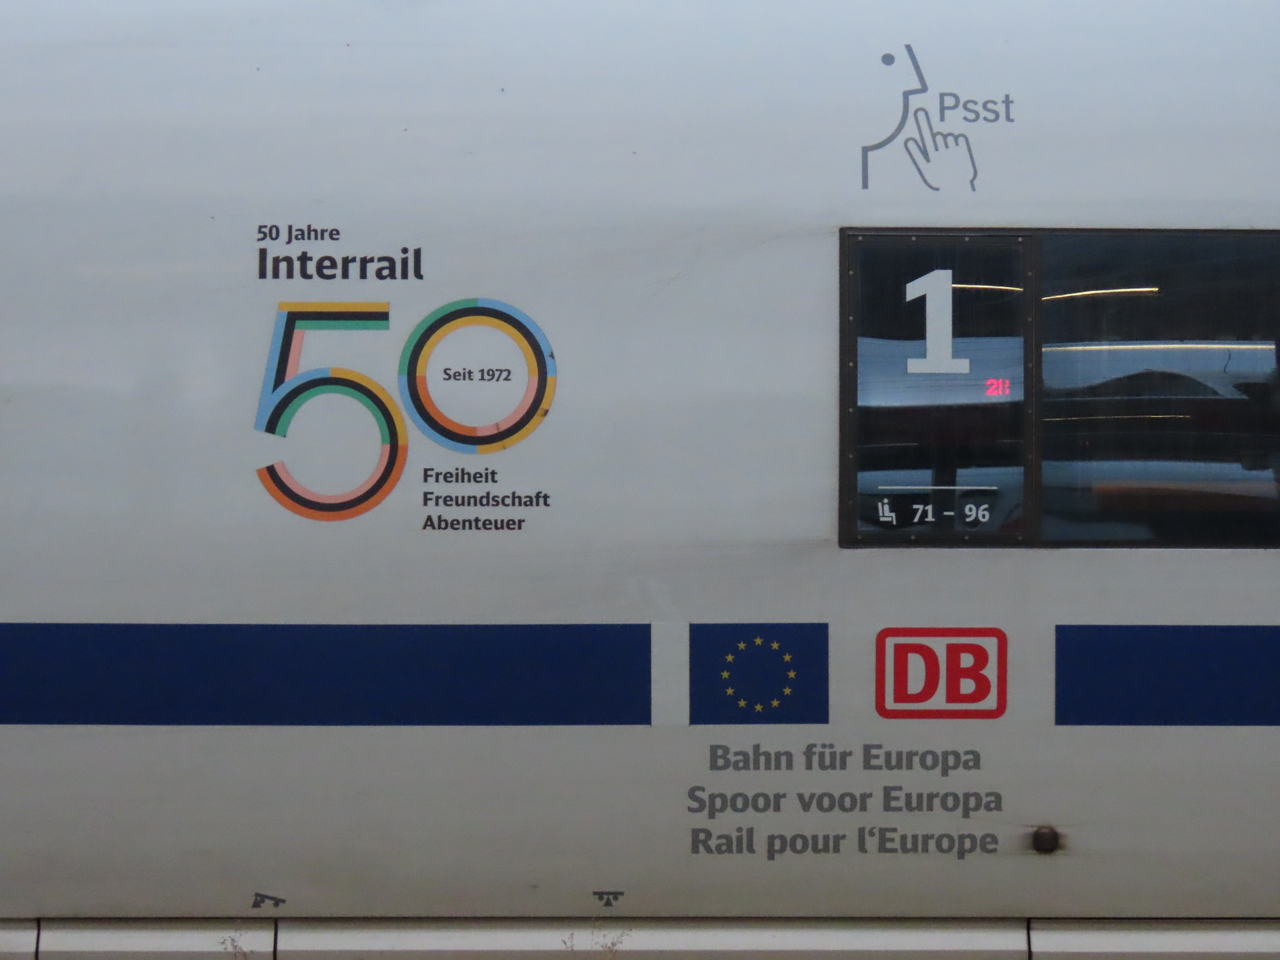 Psst
50 Jahre
Interrail
50
Seit 1972
Freiheit
Freundschaft
Abenteuer
1
71 – 96
DB
Bahn für Europa
Spoor voor Europa
Rail pour l‘Europe